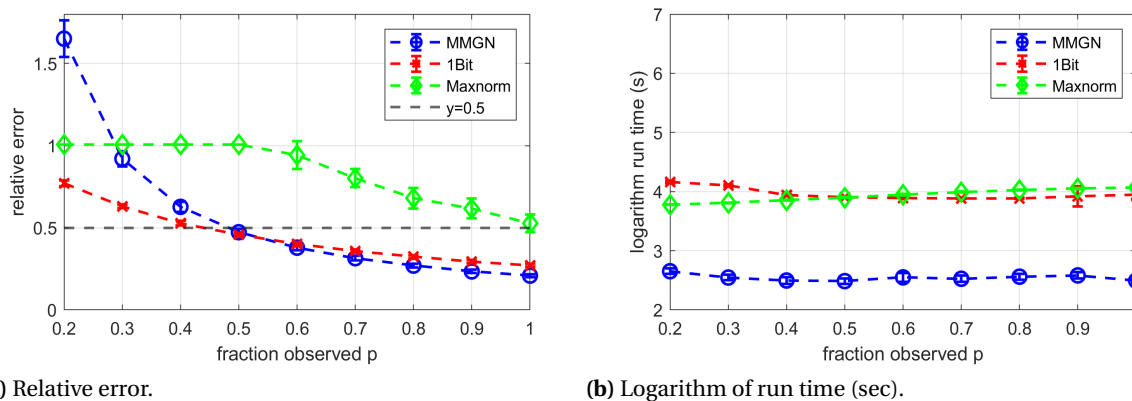 MMGN
1Bit
Maxnorm
y=0.5
1.5
1
0.5
0
0.2 0.3 0.4 0.5 0.6 0.7 0.8 0.9 1
relative error
fraction observed p
) Relative error.
MMGN
1Bit
Maxnorm
7
6
5
4
3
2
0.2 0.3 0.4 0.5 0.6 0.7 0.8 0.9
logarithm run time (s)
fraction observed p
(b) Logarithm of run time (sec).